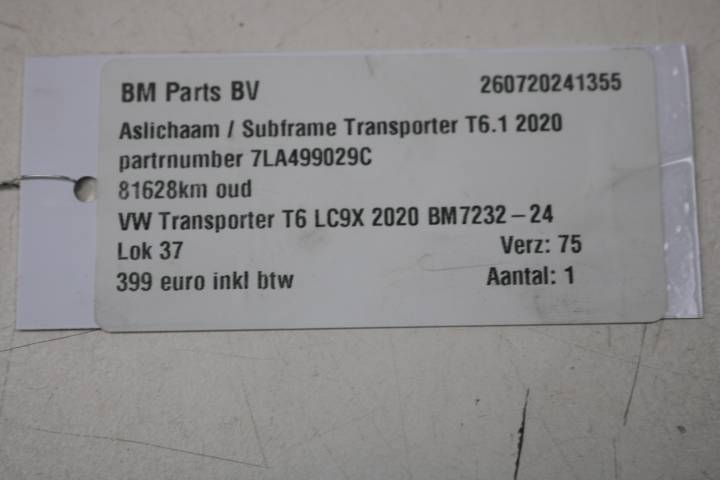 BM Parts BV 260720241355
Aslichaam / Subframe Transporter T6.1 2020
partrnumber 7LA499029C
81628km oud
VW Transporter T6 LC9X 2020 BM7232-24
Lok 37 Verz: 75
399 euro inkl btw Aantal: 1